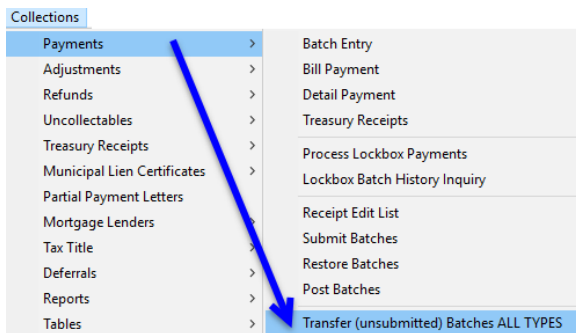 Collections
Payments
Adjustments
Refunds
Uncollectables
Treasury Receipts
Municipal Lien Certificates
Partial Payment Letters
Mortgage Lenders
Tax Title
Deferrals
Reports
Tables
Batch Entry
Bill Payment
Detail Payment
Treasury Receipts
Process Lockbox Payments
Lockbox Batch History Inquiry
Receipt Edit List
Submit Batches
Restore Batches
Post Batches
Transfer (unsubmitted) Batches ALL TYPES